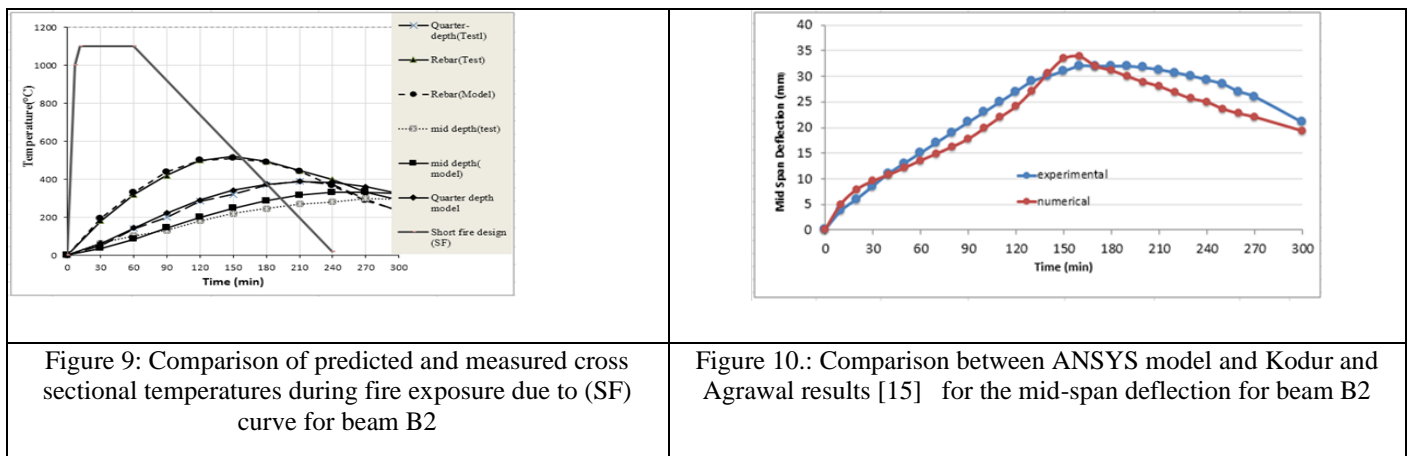 1200
1000
800
600
400
200
0
Temperature(⁰C)
0 30 60 90 120 150 180 210 240 270 300
Time (min)
Quarter-
depth(Test1)
Rebar(Test)
Rebar(Model)
mid depth(test)
mid depth(
model)
Quarter depth
model
Short fire design
(SF)
40
35
30
25
20
15
10
5
0
Mid Span Deflection (mm
experimental
numerical
0 30 60 90 120 150 180 210 240 270 300
Time (min)
Figure 9: Comparison of predicted and measured cross
sectional temperatures during fire exposure due to (SF)
curve for beam B2
Figure 10.: Comparison between ANSYS model and Kodur and
Agrawal results [15] for the mid-span deflection for beam B2